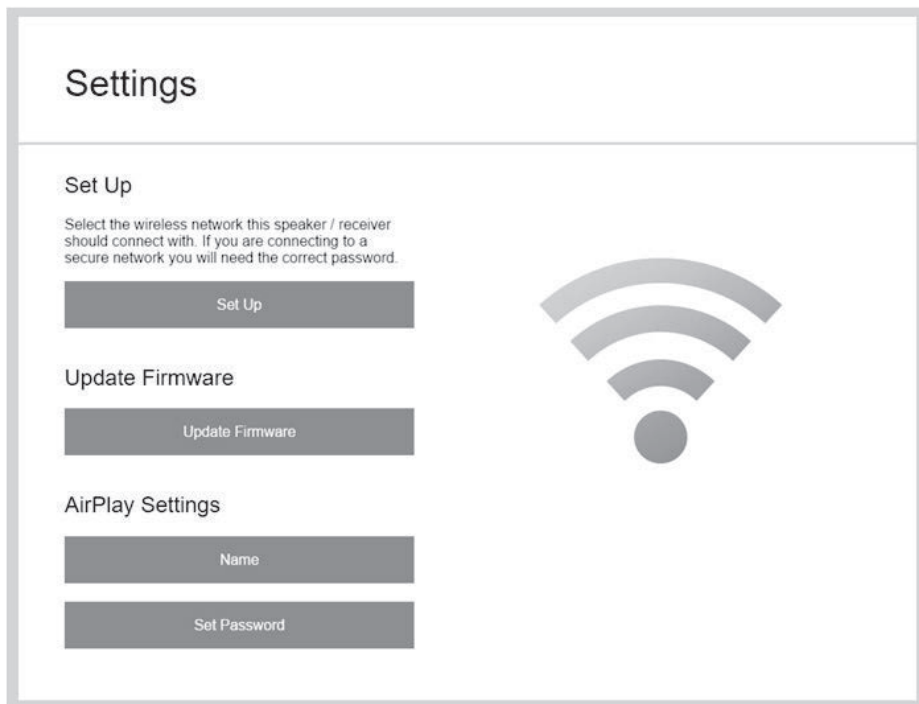 Settings
Set Up
Select the wireless network this speaker / receiver
should connect with. If you are connecting to a
secure network you will need the correct password.
Set Up
Update Firmware
Update Firmware
AirPlay Settings
Name
Set Password